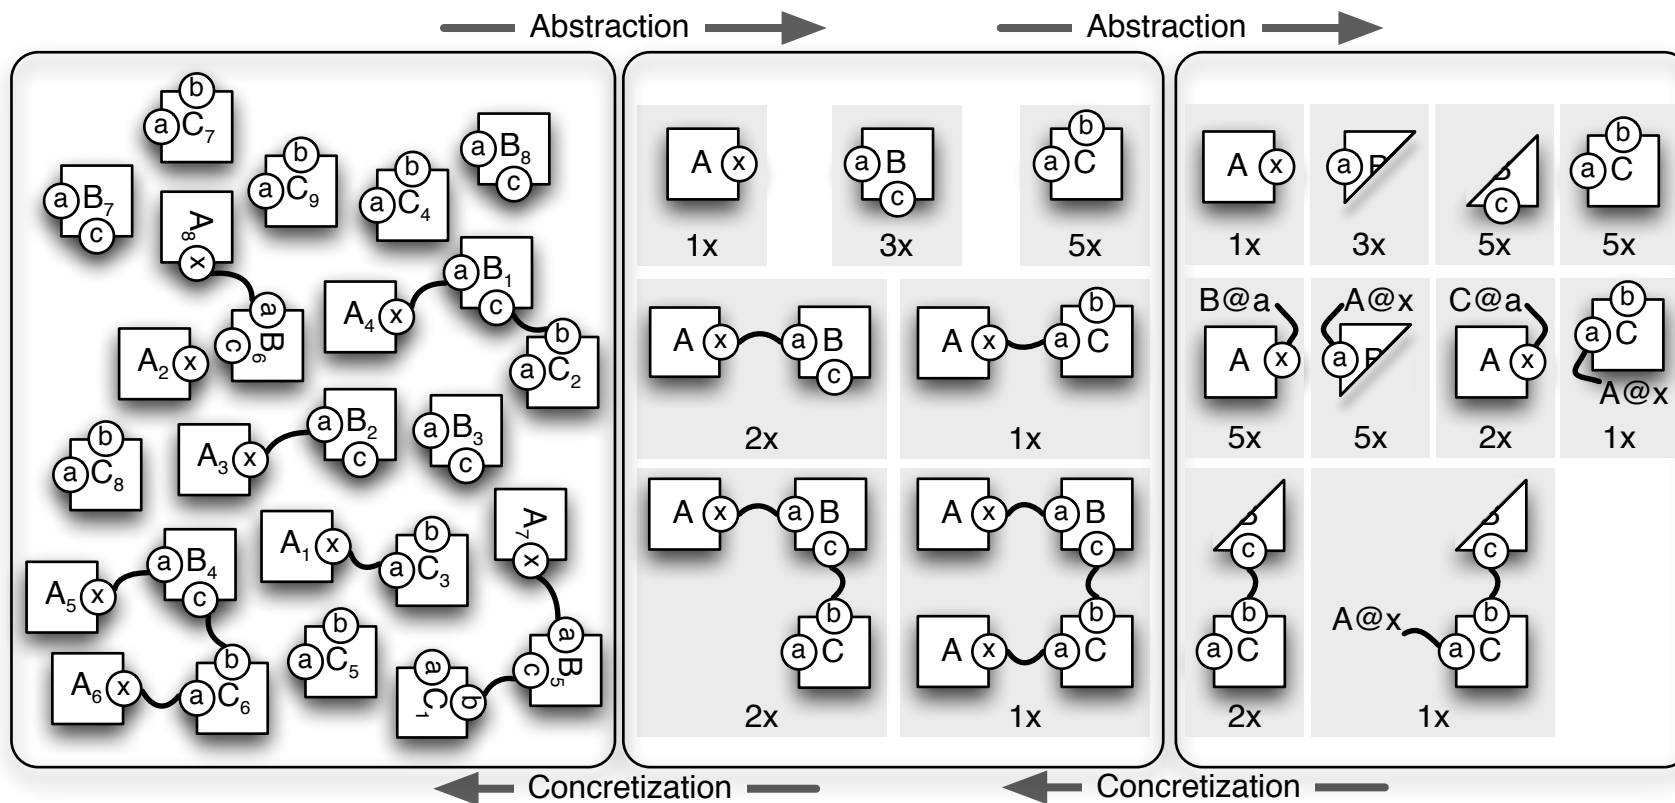 Abstraction Abstraction
b
a C7
b
a C9
b
a C4
a B8
c
a B7
c
A8
x
a B6
c
A4 x
a B1
c
b
a C2
A2 x
A3 x
a B2
c
a B3
c
b
a C8
A1 x
b
a C3
A7
x
a B5
c
A5 x
a B4
c
b
a C6
A6 x
b
a C5
a
C1 b
A x
1x
a B
c
3x
b
a C
5x
A x a B
c
2x
A x a C
b
1x
A x a B
c
b
a C
2x
A x a B
c
b
A x a C
1x
A x
1x
a B
3x
B
c
5x
b
a C
5x
B@a
A x
5x
A@x
a B
5x
C@a
A x
2x
b
a C
A@x
1x
B
c
b
a C
2x
B
c
b
A@x a C
1x
Concretization Concretization